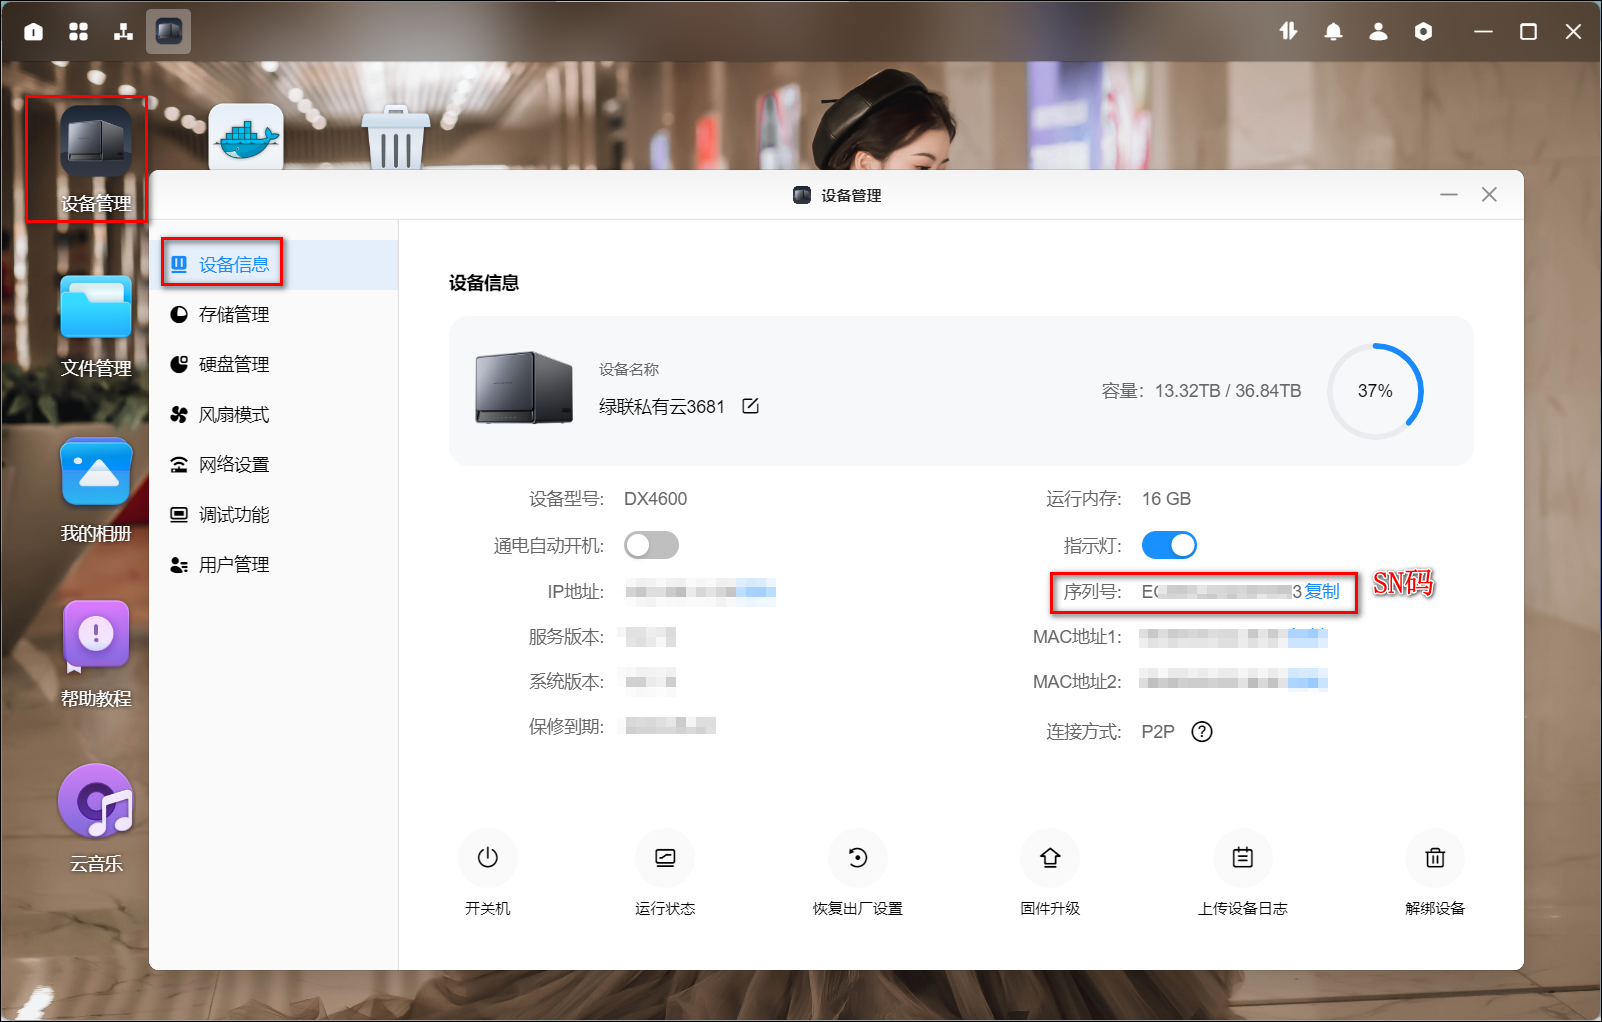 设备管理
文件管理
我的相册
帮助教程
云音乐
设备管理
设备信息
存储管理
硬盘管理
风扇模式
网络设置
调试功能
用户管理
设备信息
设备名称
绿联私有云3681
容量: 13.32TB / 36.84TB
37%
设备型号: DX4600
运行内存: 16 GB
通电自动开机:
指示灯:
IP地址:
序列号: 3复制
SN码
服务版本:
MAC地址1:
系统版本:
MAC地址2:
保修到期:
连接方式: P2P
开关机
运行状态
恢复出厂设置
固件升级
上传设备日志
解绑设备